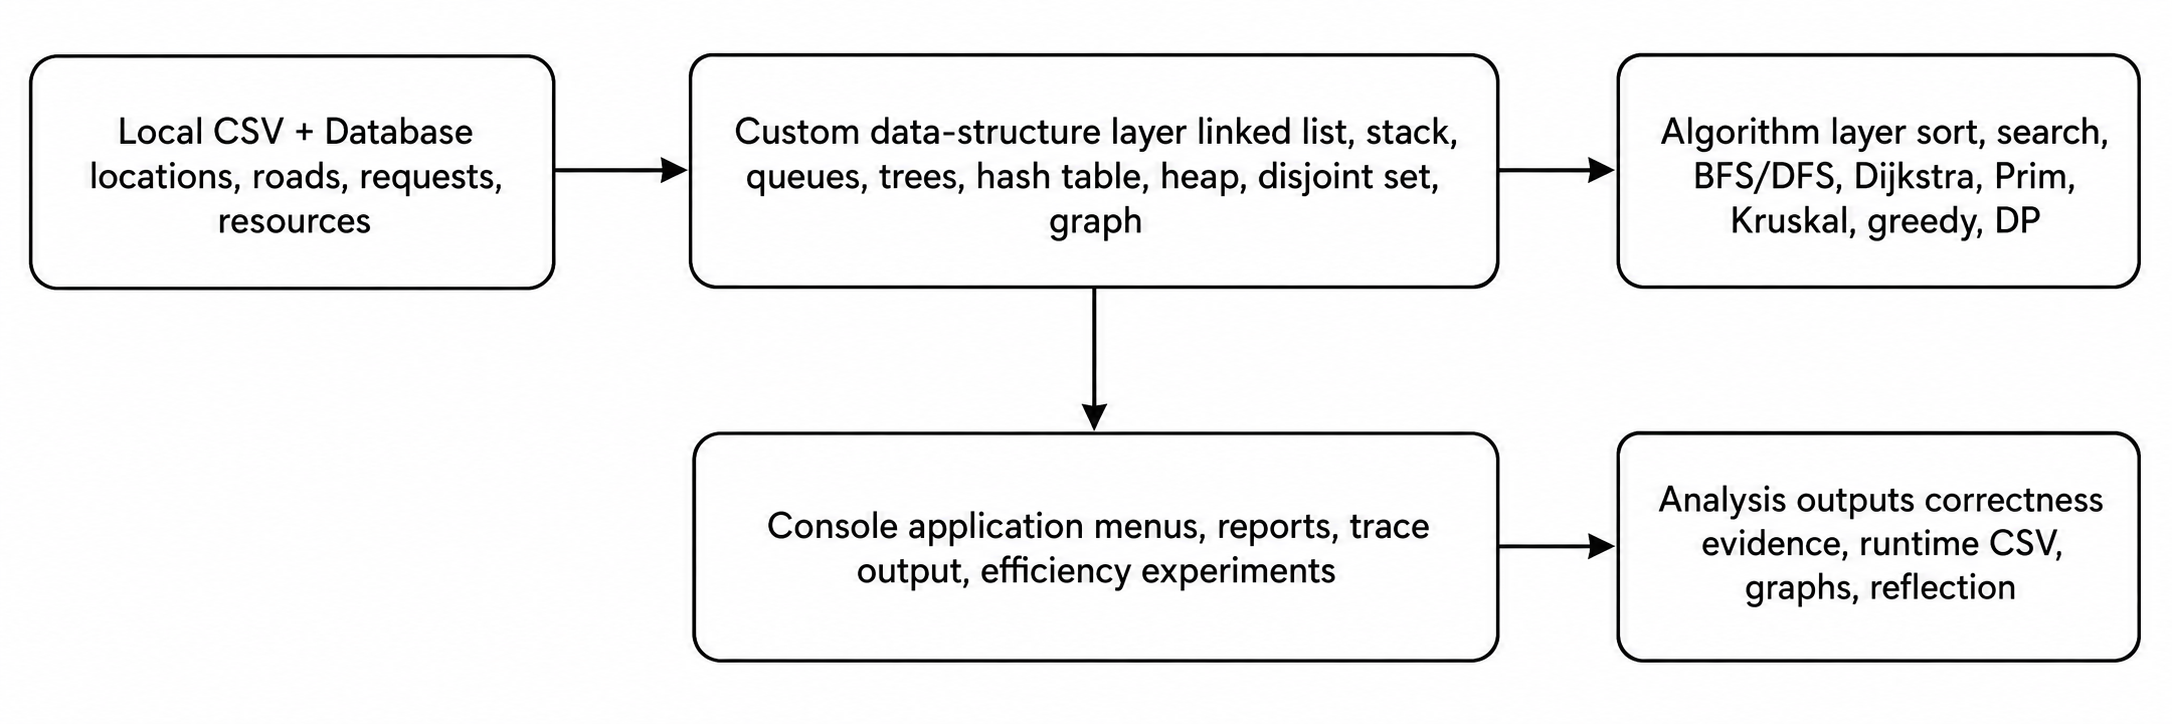 Local CSV + Database
locations, roads, requests,
resources
Custom data-structure layer linked list, stack,
queues, trees, hash table, heap, disjoint set,
graph
Algorithm layer sort, search,
BFS/DFS, Dijkstra, Prim,
Kruskal, greedy, DP
Console application menus, reports, trace
output, efficiency experiments
Analysis outputs correctness
evidence, runtime CSV,
graphs, reflection